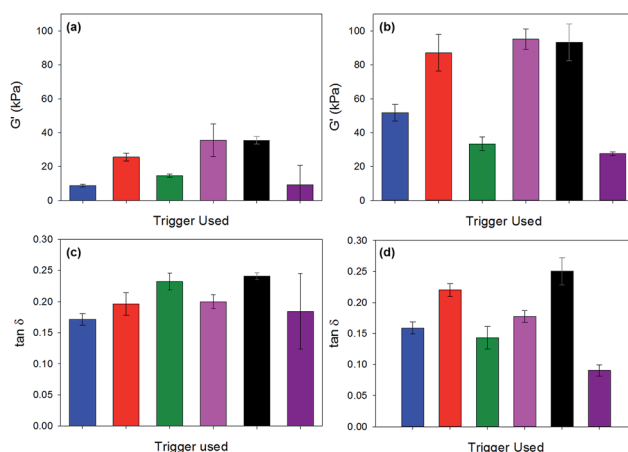 (a)
100
80
60
40
20
0
G' (kPa)
Trigger Used
(b)
100
80
60
40
20
0
G' (kPa)
Trigger Used
(c)
0.30
0.25
0.20
0.15
0.10
0.05
0.00
tan δ
Trigger used
(d)
0.30
0.25
0.20
0.15
0.10
0.05
0.00
tan δ
Trigger Used